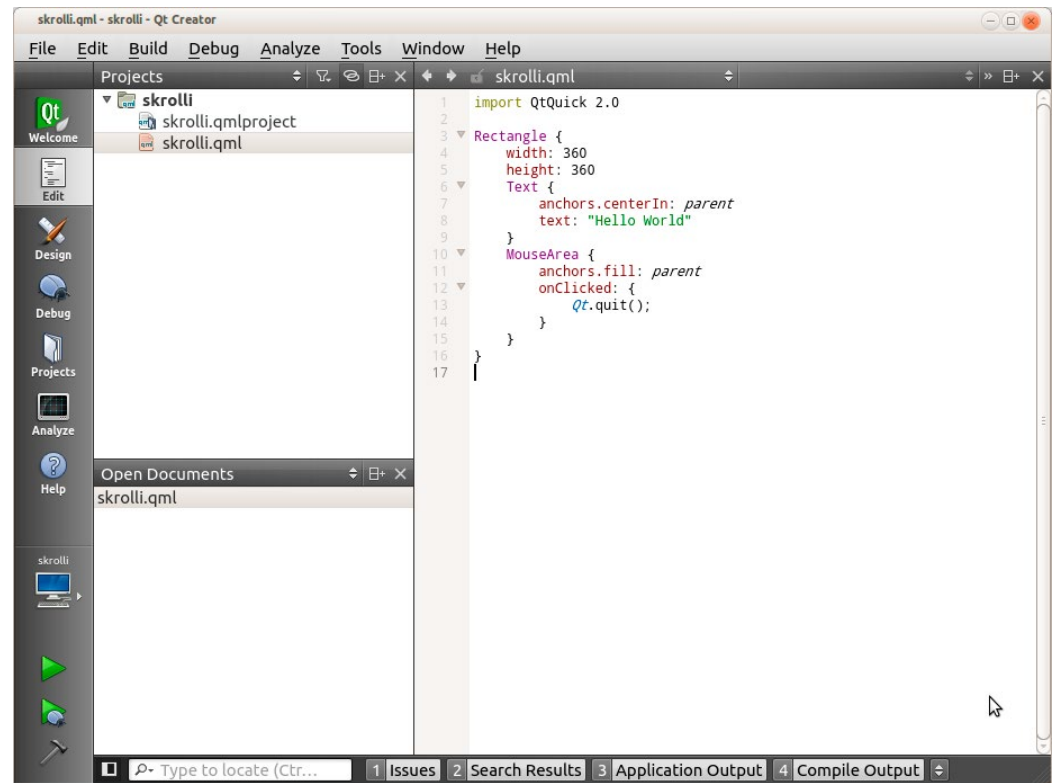 skrolli.qml - skrolli - Qt Creator
File Edit Build Debug Analyze Tools Window Help
Projects
skrolli.qml
Qt
Welcome
Edit
Design
Debug
Projects
Analyze
Help
skrolli
skrolli
skrolli.qmlproject
skrolli.qml
Open Documents
skrolli.qml
1 import QtQuick 2.0
2
3 Rectangle {
4 width: 360
5 height: 360
6 Text {
7 anchors.centerIn: parent
8 text: "Hello World"
9 }
10 MouseArea {
11 anchors.fill: parent
12 onClicked: {
13 Qt.quit();
14 }
15 }
16 }
17
Type to locate (Ctr...
1 Issues 2 Search Results 3 Application Output 4 Compile Output